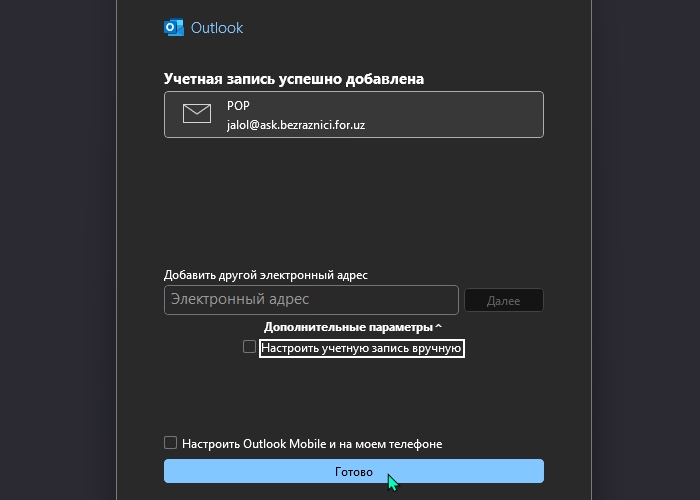 Outlook
Учетная запись успешно добавлена
POP
jalol@ask.bezraznici.for.uz
Добавить другой электронный адрес
Электронный адрес
Далее
Дополнительные параметры
Настроить учетную запись вручную
Настроить Outlook Mobile и на моем телефоне
Готово